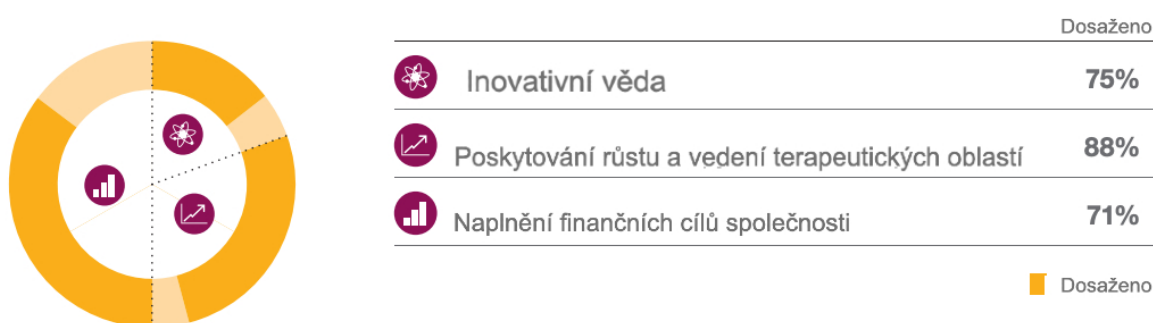 Dosaženo
Inovativní věda 75%
Poskytování růstu a vedení terapeutických oblastí 88%
Naplnění finančních cílů společnosti 71%
Dosaženo